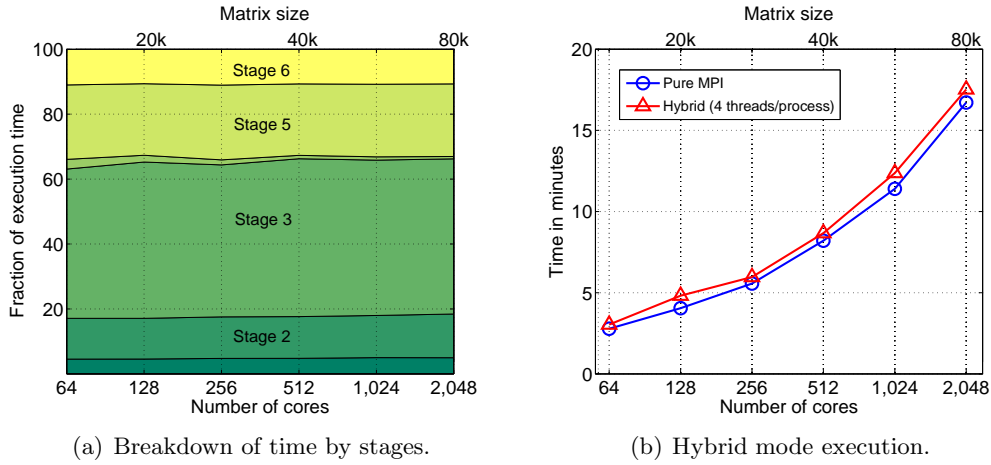 Matrix size
20k 40k 80k
100
80
60
40
20
Fraction of execution time
Stage 6
Stage 5
Stage 3
Stage 2
64 128 256 512 1,024 2,048
Number of cores
(a) Breakdown of time by stages.
Matrix size
20k 40k 80k
20
15
10
5
0
Time in minutes
Pure MPI
Hybrid (4 threads/process)
64 128 256 512 1,024 2,048
Number of cores
(b) Hybrid mode execution.